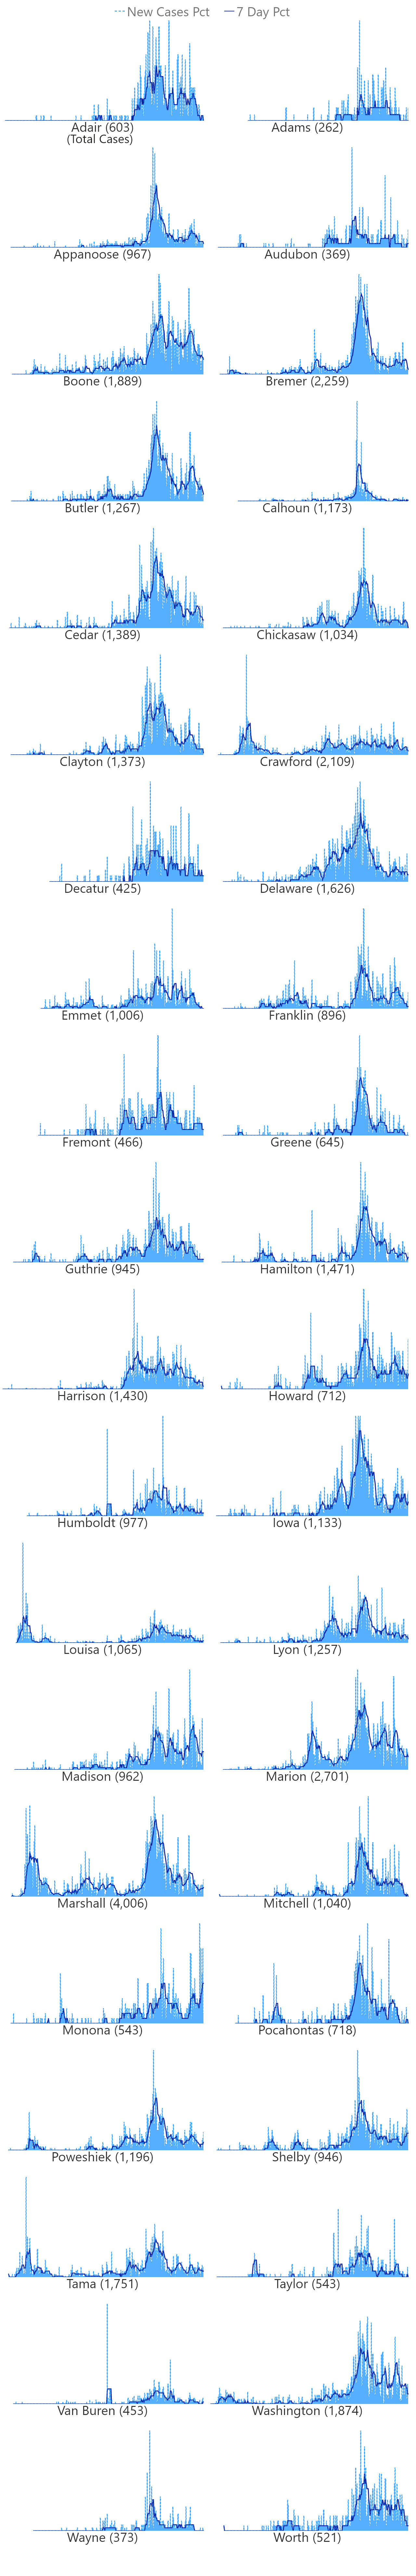 New Cases Pct 7 Day Pct
Adair (603) Adams (262)
(Total Cases)
Appanoose (967) Audubon (369)
Boone (1,889) Bremer (2,259)
Butler (1,267) Calhoun (1,173)
Cedar (1,389) Chickasaw (1,034)
Clayton (1,373) Crawford (2,109)
Decatur (425) Delaware (1,626)
Emmet (1,006) Franklin (896)
Fremont (466) Greene (645)
Guthrie (945) Hamilton (1,471)
Harrison (1,430) Howard (712)
Humboldt (977) Iowa (1,133)
Louisa (1,065) Lyon (1,257)
Madison (962) Marion (2,701)
Marshall (4,006) Mitchell (1,040)
Monona (543) Pocahontas (718)
Poweshiek (1,196) Shelby (946)
Tama (1,751) Taylor (543)
Van Buren (453) Washington (1,874)
Wayne (373) Worth (521)